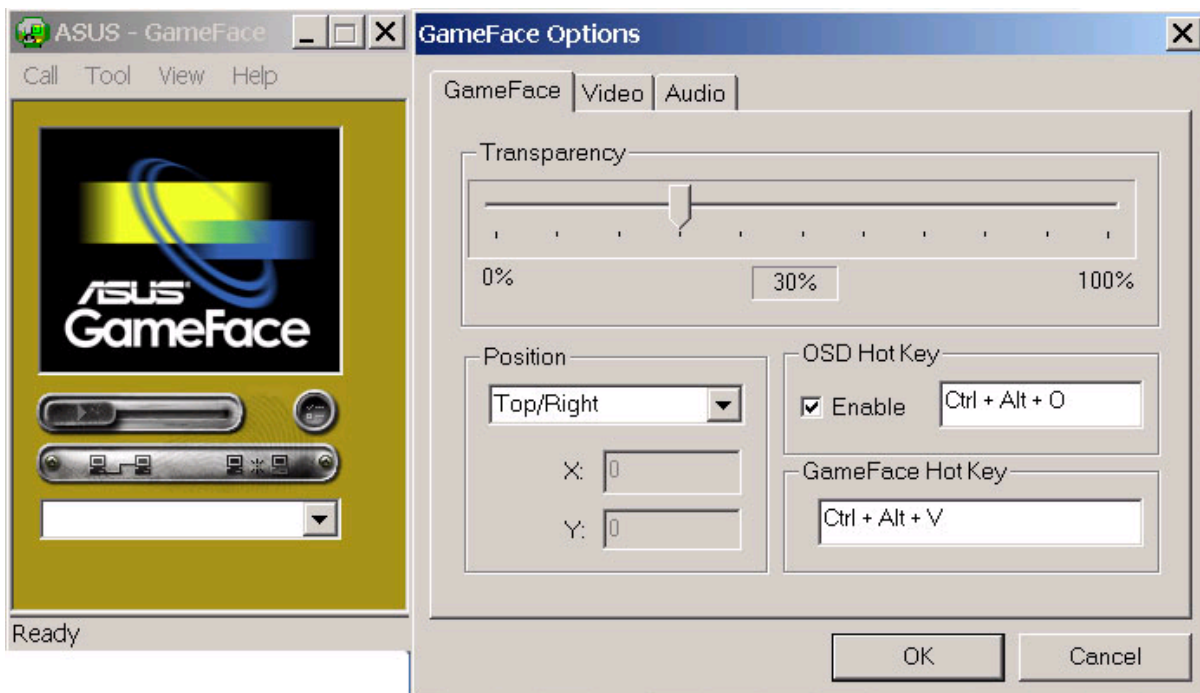 ASUS - GameFace
Call Tool View Help
ASUS
GameFace
Ready
GameFace Options
GameFace Video Audio
Transparency
0% 30% 100%
Position
Top/Right
X: 0
Y: 0
OSD Hot Key
Enable Ctrl + Alt + O
GameFace Hot Key
Ctrl + Alt + V
OK Cancel